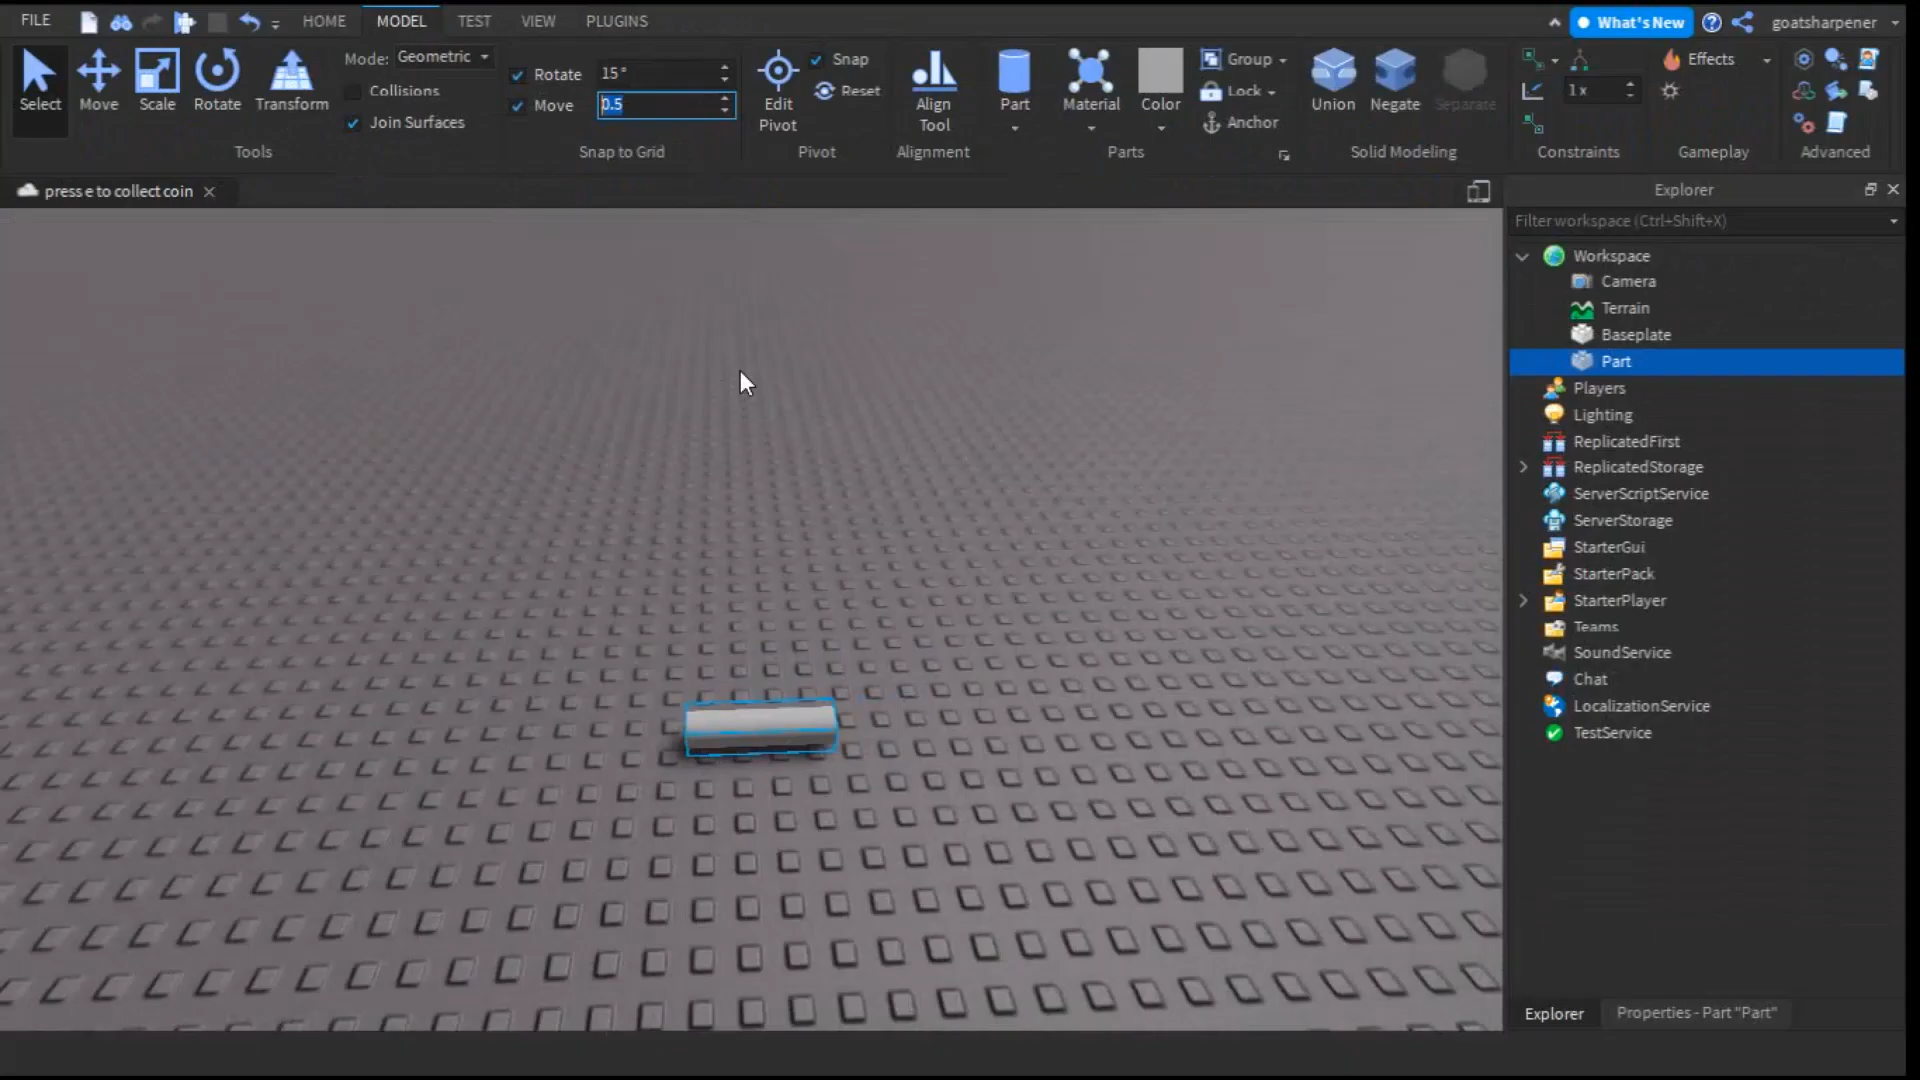 FILE
HOME
MODEL
TEST
VIEW
PLUGINS
What's New
goatsharpener
Select
Move
Scale
Rotate
Transform
Mode: Geometric
Collisions
Join Surfaces
Tools
Rotate 15°
Move 0.5
Snap to Grid
Edit
Pivot
Snap
Reset
Pivot
Align
Tool
Alignment
Part
Material
Color
Group
Lock
Anchor
Parts
Union
Negate
Separate
Solid Modeling
1x
Constraints
Effects
Gameplay
Advanced
press e to collect coin
Explorer
Filter workspace (Ctrl+Shift+X)
Workspace
Camera
Terrain
Baseplate
Part
Players
Lighting
ReplicatedFirst
ReplicatedStorage
ServerScriptService
ServerStorage
StarterGui
StarterPack
StarterPlayer
Teams
SoundService
Chat
LocalizationService
TestService
Explorer
Properties - Part "Part"